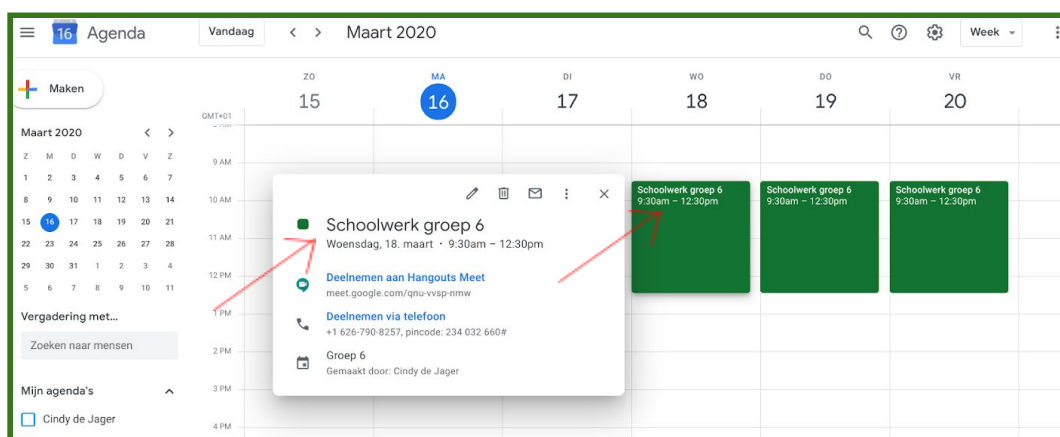 16 Agenda Vandaag Maart 2020 Week
Maken
ZO MA DI WO DO VR
15 16 17 18 19 20
GMT+01
Maart 2020
Z M D W D V Z
1 2 3 4 5 6 7
8 9 10 11 12 13 14
15 16 17 18 19 20 21
22 23 24 25 26 27 28
29 30 31 1 2 3 4
5 6 7 8 9 10 11
Vergadering met...
Zoeken naar mensen
Mijn agenda's
Cindy de Jager
9 AM
10 AM
11 AM
12 PM
1 PM
2 PM
3 PM
4 PM
Schoolwerk groep 6
Woensdag, 18. maart · 9:30am – 12:30pm
Deelnemen aan Hangouts Meet
meet.google.com/qnu-vvsp-nmw
Deelnemen via telefoon
+1 626-790-8257, pincode: 234 032 660#
Groep 6
Gemaakt door: Cindy de Jager
Schoolwerk groep 6
9:30am – 12:30pm
Schoolwerk groep 6
9:30am – 12:30pm
Schoolwerk groep 6
9:30am – 12:30pm